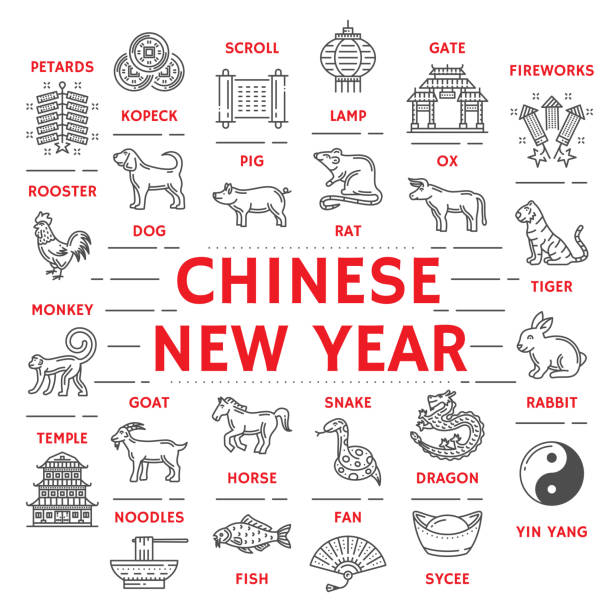 PETARDS
KOPECK
SCROLL
LAMP
GATE
FIREWORKS
ROOSTER
DOG
PIG
RAT
OX
TIGER
CHINESE
NEW YEAR
MONKEY
GOAT
HORSE
SNAKE
DRAGON
RABBIT
TEMPLE
NOODLES
FISH
FAN
SYCEE
YIN YANG